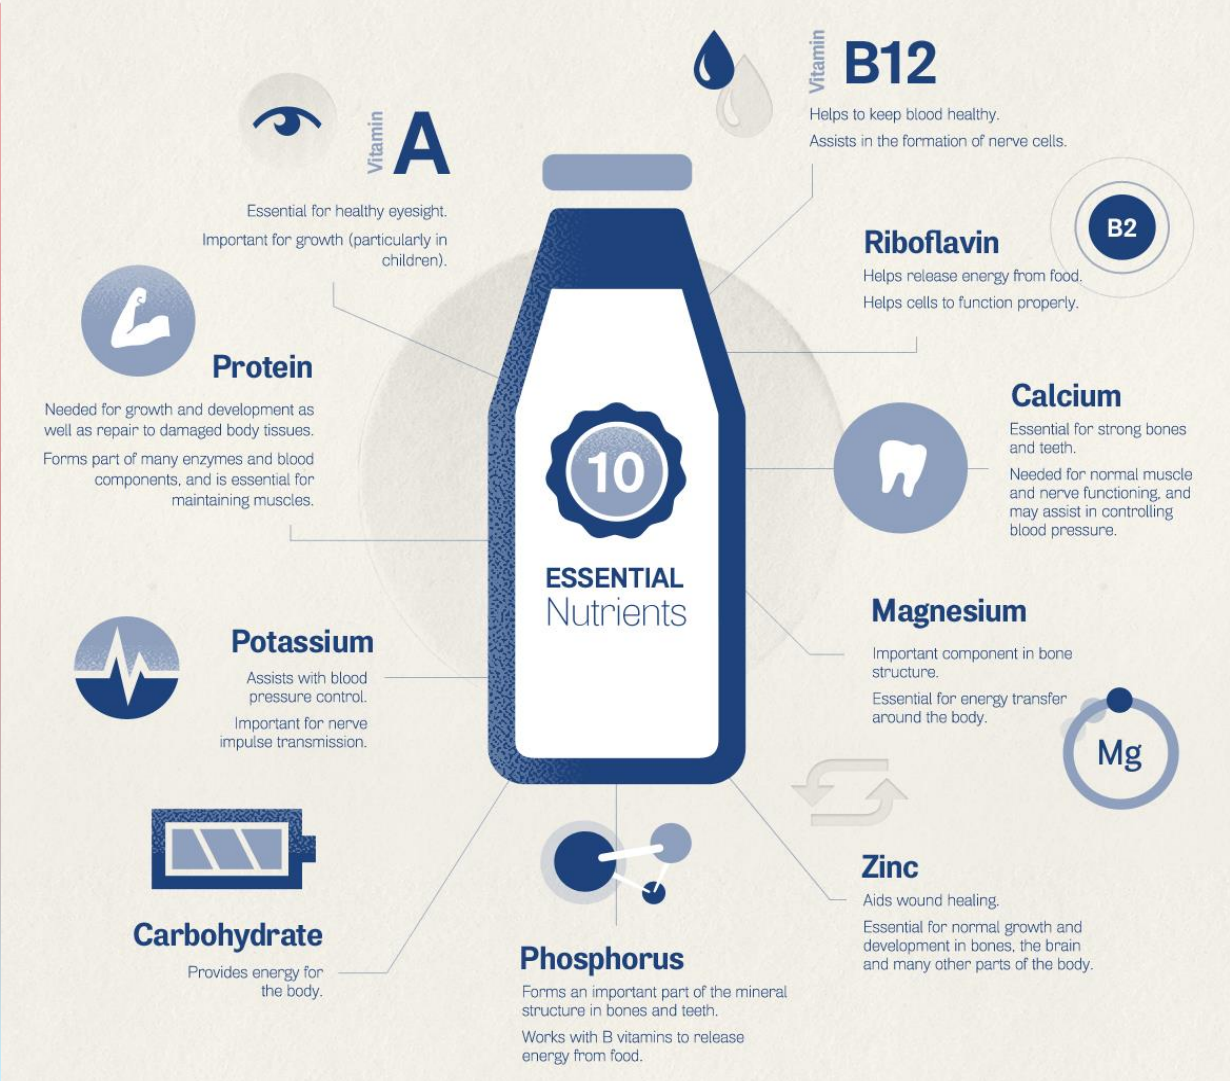 Vitamin
A
Essential for healthy eyesight.
Important for growth (particularly in
children).
Vitamin
B12
Helps to keep blood healthy.
Assists in the formation of nerve cells.
Riboflavin
B2
Helps release energy from food.
Helps cells to function properly.
Protein
Needed for growth and development as
well as repair to damaged body tissues.
Forms part of many enzymes and blood
components, and is essential for
maintaining muscles.
10
ESSENTIAL
Nutrients
Calcium
Essential for strong bones
and teeth.
Needed for normal muscle
and nerve functioning, and
may assist in controlling
blood pressure.
Potassium
Assists with blood
pressure control.
Important for nerve
impulse transmission.
Magnesium
Important component in bone
structure.
Essential for energy transfer
around the body.
Mg
Carbohydrate
Provides energy for
the body.
Phosphorus
Forms an important part of the mineral
structure in bones and teeth.
Works with B vitamins to release
energy from food.
Zinc
Aids wound healing.
Essential for normal growth and
development in bones, the brain
and many other parts of the body.